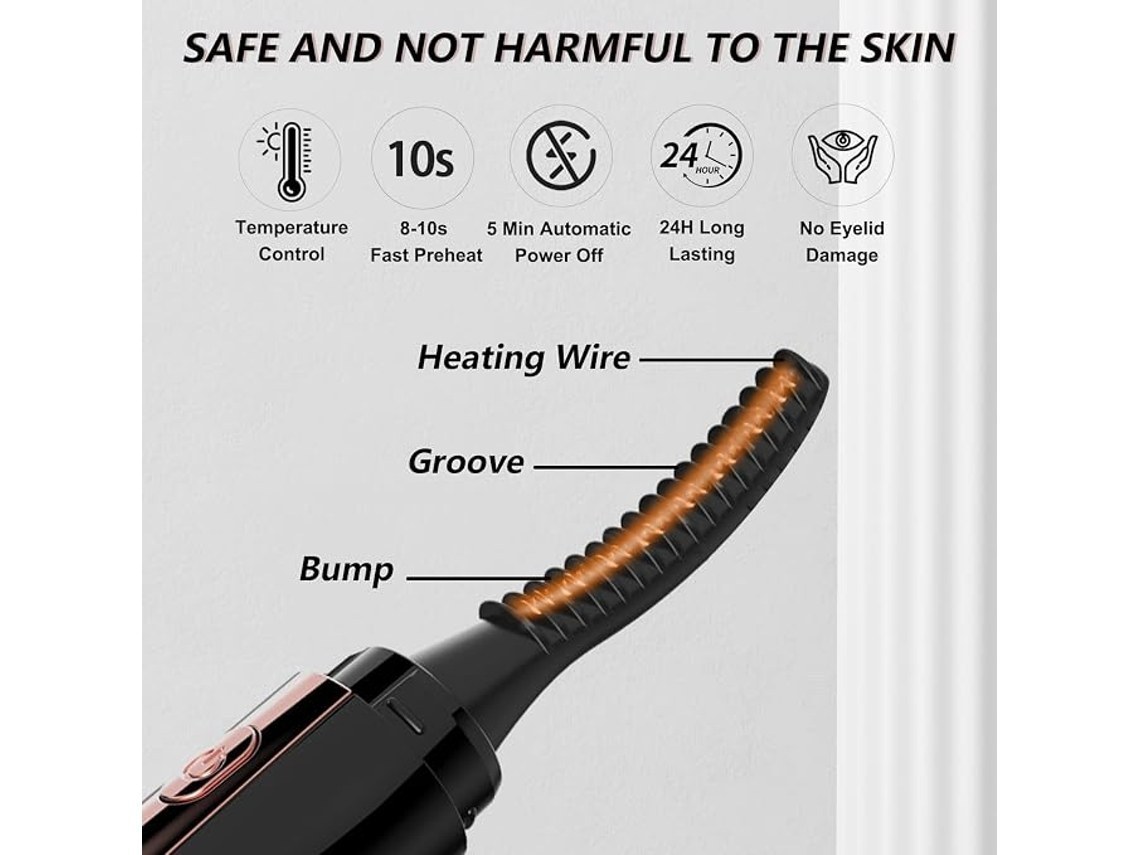 SAFE AND NOT HARMFUL TO THE SKIN
10s
24
HOUR
Temperature
Control
8-10s
Fast Preheat
5 Min Automatic
Power Off
24H Long
Lasting
No Eyelid
Damage
Heating Wire
Groove
Bump